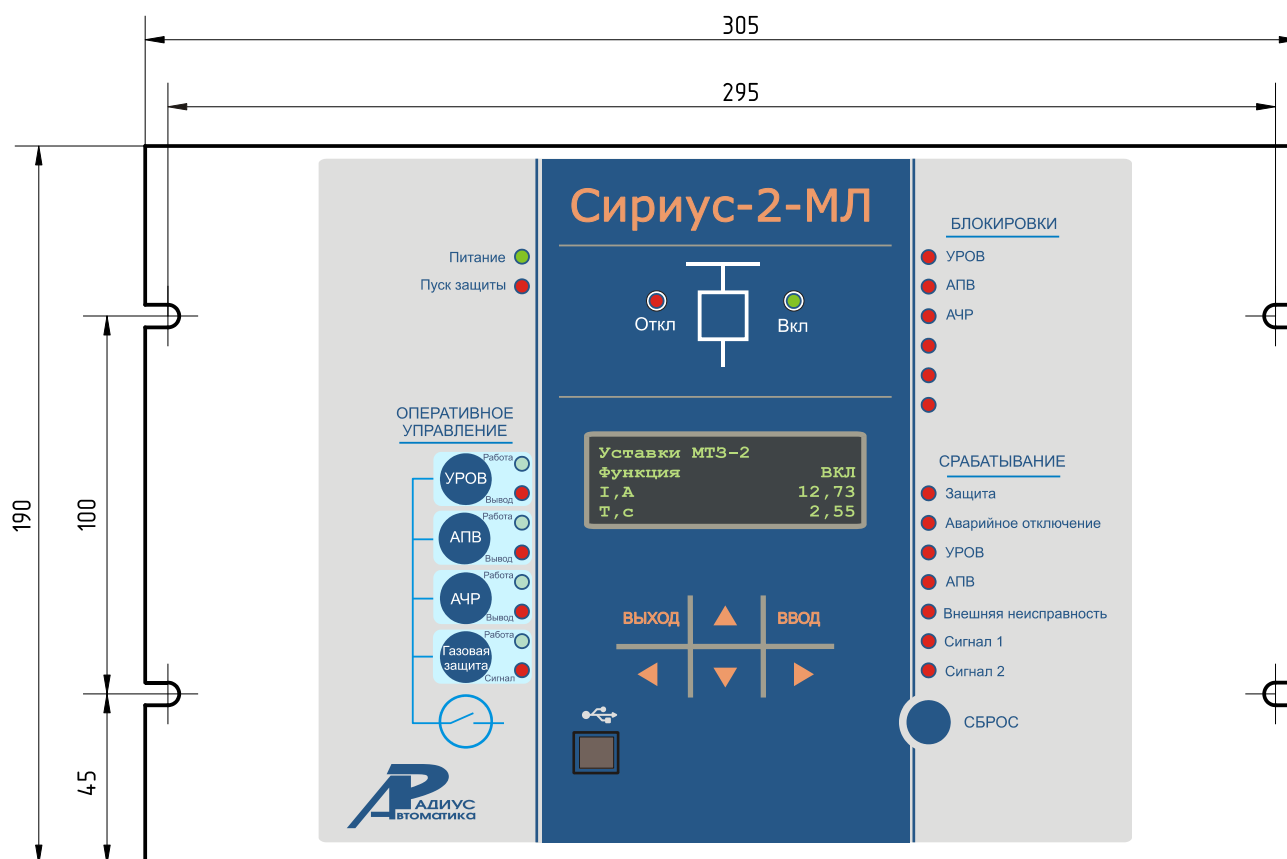 305
295
190
100
45
Сириус-2-МЛ
Питание
Пуск защиты
Откл
Вкл
БЛОКИРОВКИ
УРОВ
АПВ
АЧР
ОПЕРАТИВНОЕ
УПРАВЛЕНИЕ
Работа
УРОВ
Вывод
Работа
АПВ
Вывод
Работа
АЧР
Вывод
Работа
Газовая
защита
Сигнал
Уставки МТЗ-2
Функция ВКЛ
I,А 12,73
Т,с 2,55
ВЫХОД
ВВОД
СРАБАТЫВАНИЕ
Защита
Аварийное отключение
УРОВ
АПВ
Внешняя неисправность
Сигнал 1
Сигнал 2
СБРОС
РАДИУС
Автоматика